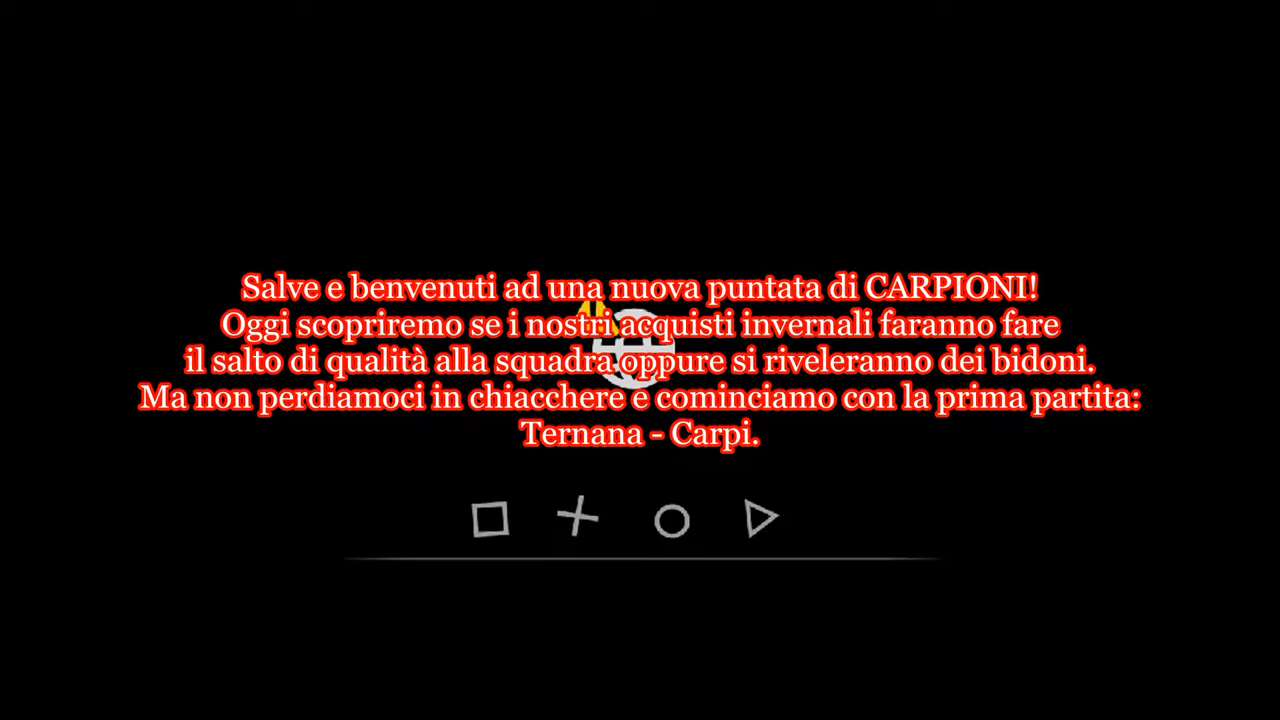 Salve e benvenuti ad una nuova puntata di CARPIONI!
Oggi scopriremo se i nostri acquisti invernali faranno fare
il salto di qualità alla squadra oppure si riveleranno dei bidoni.
Ma non perdiamoci in chiacchere e cominciamo con la prima partita:
Ternana - Carpi.